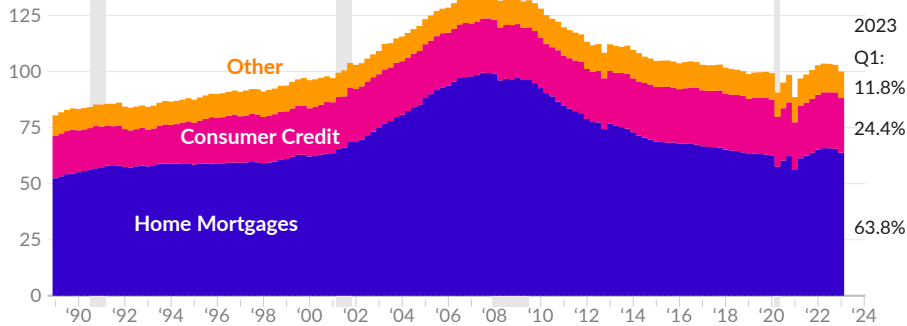 125
100
75
50
25
0
Other
Consumer Credit
Home Mortgages
2023
Q1:
11.8%
24.4%
63.8%
‘90 ‘92 ‘94 ‘96 ‘98 ‘00 ‘02 ‘04 ‘06 ‘08 ‘10 ‘12 ‘14 ‘16 ‘18 ‘20 ‘22 ‘24